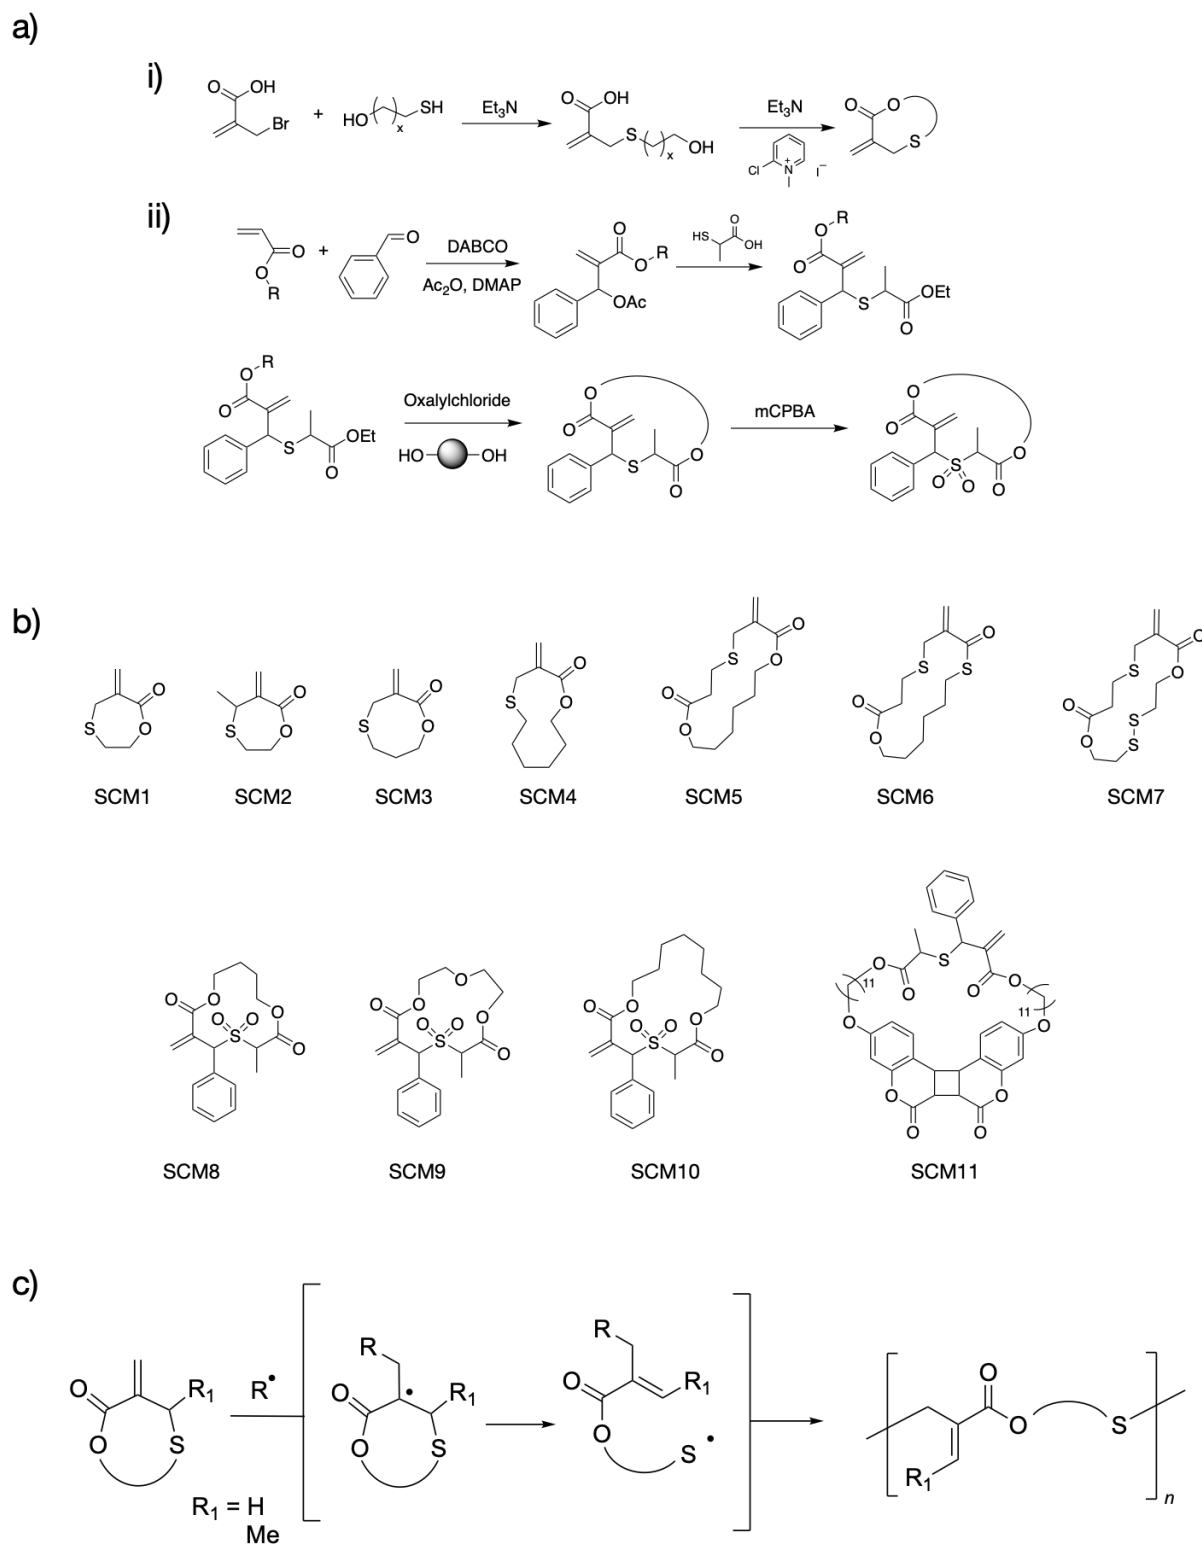 a)
i)
O OH Br + HO x SH Et3N O OH S x OH Et3N Cl N + I− O O S
ii)
O O R + O DABCO Ac2O, DMAP O O R OAc HS O OH R O O S OEt O
R O O S OEt O Oxalylchloride HO OH O O S O O mCPBA O O S O O O O
b)
O O S
O O S
O O S
O O S
O O S O O
O S S O O
O O S S S O O
SCM1 SCM2 SCM3 SCM4 SCM5 SCM6 SCM7
O O O O S O O
O O O O O S O O
O O O O S O O
O O S O O 11 11 O O O O O O
SCM8 SCM9 SCM10 SCM11
c)
O O S R1 R• R O O S R1 • R O O R1 S • O O S R1 n
R1 = H
Me